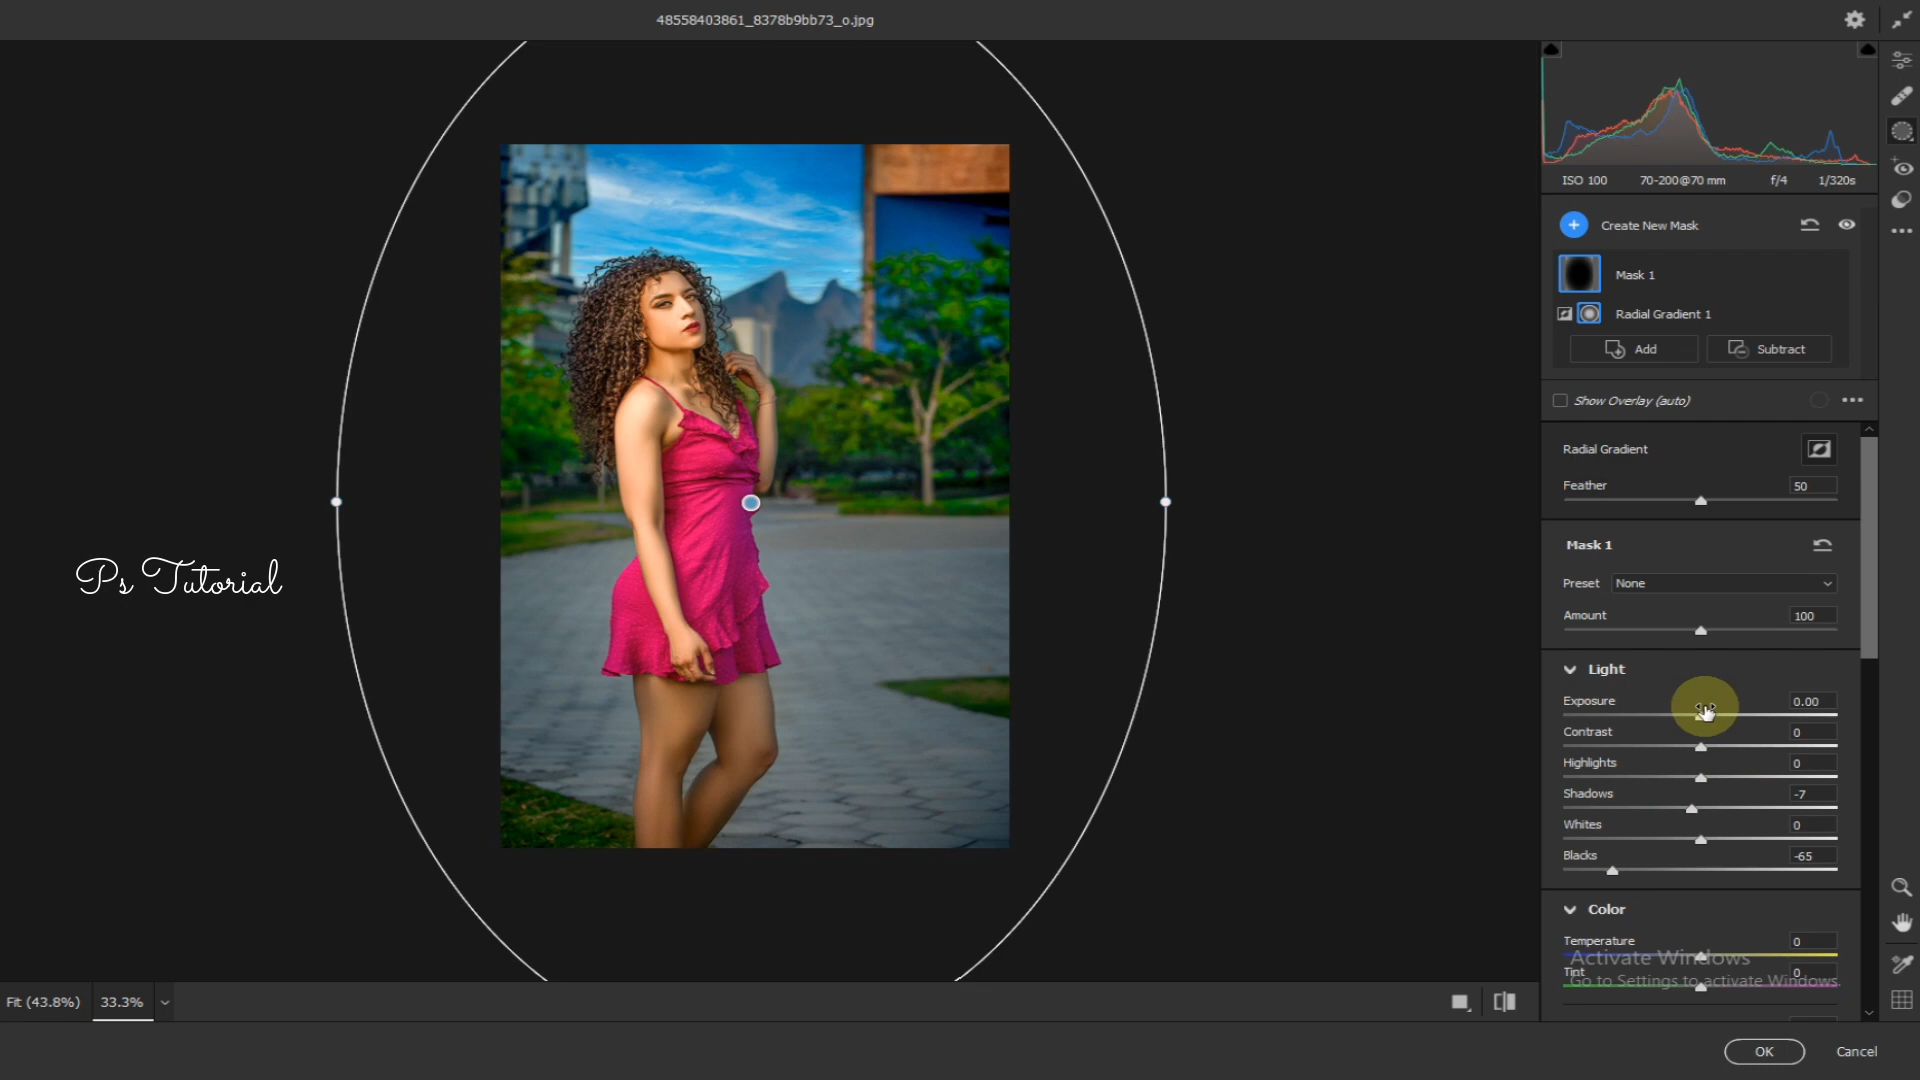 48558403861_8378b9bb73_o.jpg
ISO 100 70-200@70 mm f/4 1/320s
Create New Mask
Mask 1
Radial Gradient 1
Add Subtract
Show Overlay (auto)
Radial Gradient
Feather 50
Mask 1
Preset None
Amount 100
Light
Exposure 0.00
Contrast 0
Highlights 0
Shadows -7
Whites 0
Blacks -65
Color
Temperature 0
Activate Windows
Tint 0
Go to Settings to activate Windows.
Ps Tutorial
Fit (43.8%) 33.3%
OK Cancel